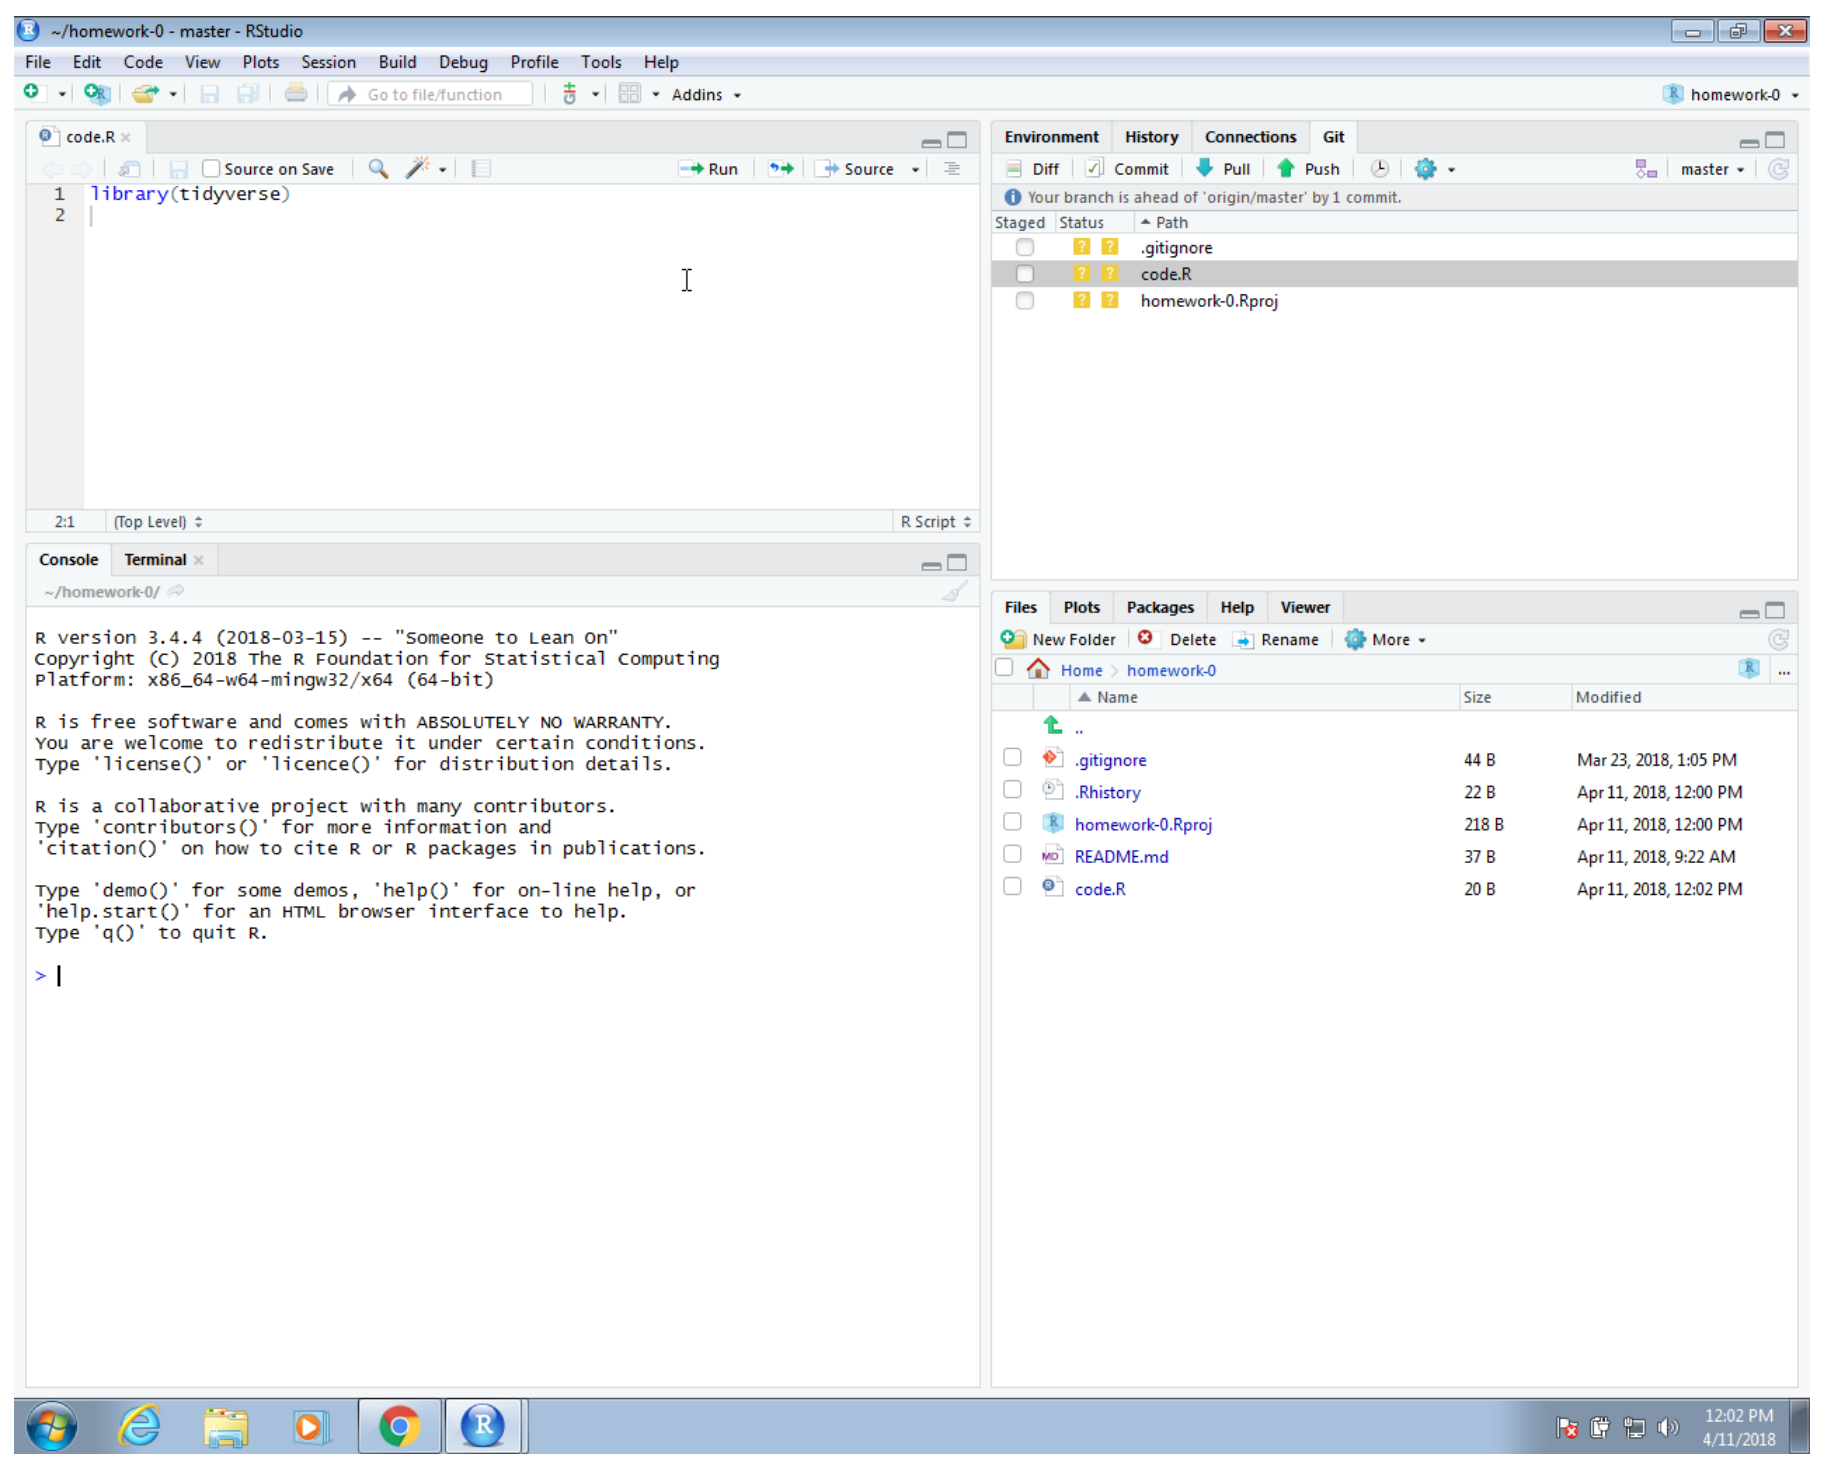 ~/homework-0 - master - RStudio
File Edit Code View Plots Session Build Debug Profile Tools Help
Go to file/function Addins homework-0
code.R
Source on Save Run Source
1 library(tidyverse)
2
2:1 (Top Level) R Script
Console Terminal
~/homework-0/
R version 3.4.4 (2018-03-15) -- "Someone to Lean On"
Copyright (C) 2018 The R Foundation for Statistical Computing
Platform: x86_64-w64-mingw32/x64 (64-bit)
R is free software and comes with ABSOLUTELY NO WARRANTY.
You are welcome to redistribute it under certain conditions.
Type 'license()' or 'licence()' for distribution details.
R is a collaborative project with many contributors.
Type 'contributors()' for more information and
'citation()' on how to cite R or R packages in publications.
Type 'demo()' for some demos, 'help()' for on-line help, or
'help.start()' for an HTML browser interface to help.
Type 'q()' to quit R.
>
Environment History Connections Git
Diff Commit Pull Push master
Your branch is ahead of 'origin/master' by 1 commit.
Staged Status Path
? ? .gitignore
? ? code.R
? ? homework-0.Rproj
Files Plots Packages Help Viewer
New Folder Delete Rename More
Home > homework-0 ...
Name Size Modified
..
.gitignore 44 B Mar 23, 2018, 1:05 PM
.Rhistory 22 B Apr 11, 2018, 12:00 PM
homework-0.Rproj 218 B Apr 11, 2018, 12:00 PM
README.md 37 B Apr 11, 2018, 9:22 AM
code.R 20 B Apr 11, 2018, 12:02 PM
12:02 PM
4/11/2018